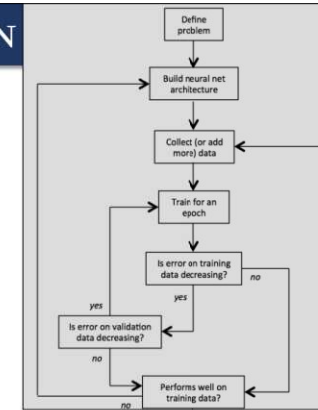 N
Define
problem
Build neural net
architecture
Collect (or add
more) data
Train for an
epoch
Is error on training
data decreasing?
no
yes
yes
Is error on validation
data decreasing?
no
Performs well on
training data?
no